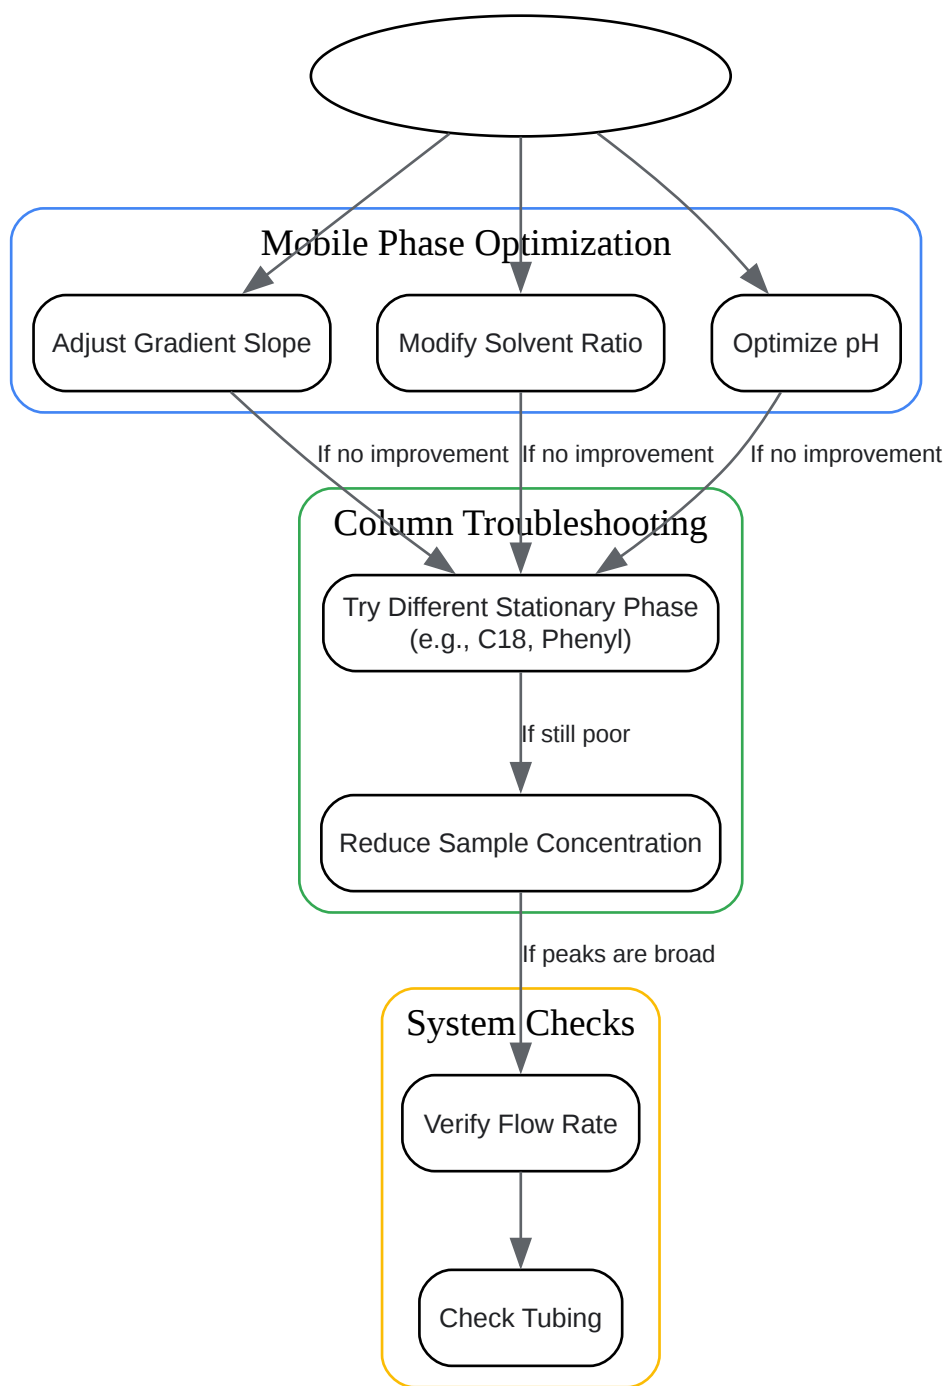 Mobile Phase Optimization
Adjust Gradient Slope
Modify Solvent Ratio
Optimize pH
If no improvement
If no improvement
If no improvement
Column Troubleshooting
Try Different Stationary Phase
(e.g., C18, Phenyl)
If still poor
Reduce Sample Concentration
If peaks are broad
System Checks
Verify Flow Rate
Check Tubing